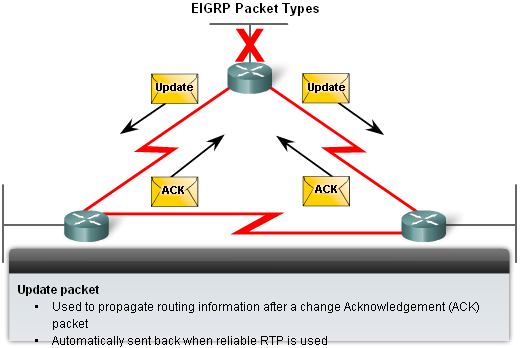 EIGRP Packet Types
Update
Update
ACK
ACK
Update packet
▪ Used to propagate routing information after a change Acknowledgement (ACK)
packet
▪ Automatically sent back when reliable RTP is used